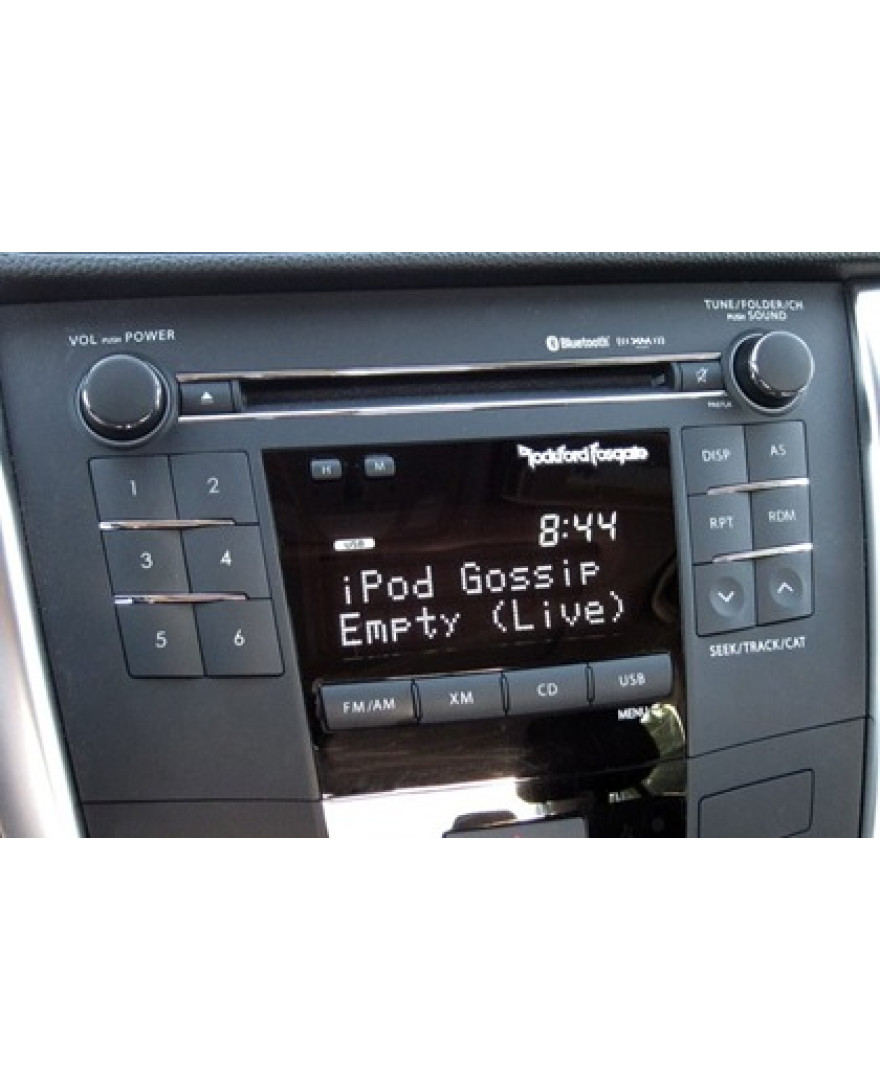 TUNE/FOLDER/CH
PUSH SOUND
VOL PUSH POWER
Bluetooth XM
H M
Rockford Fosgate
DISP AS
1 2
8:44
RPT RDM
USB
3 4
iPod Gossip
Empty (Live)
5 6
SEEK/TRACK/CAT
FM/AM XM CD USB
MENU